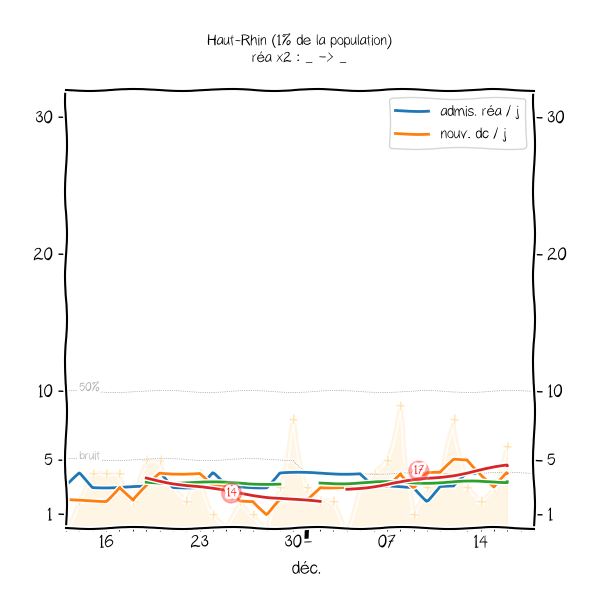 Haut-Rhin (1% de la population)
réa x2 : _ -> _
admis. réa / j
nouv. dc / j
30 30
20 20
50%
10 10
bruit
5 5
17
14
1 1
16 23 30 07 14
déc.